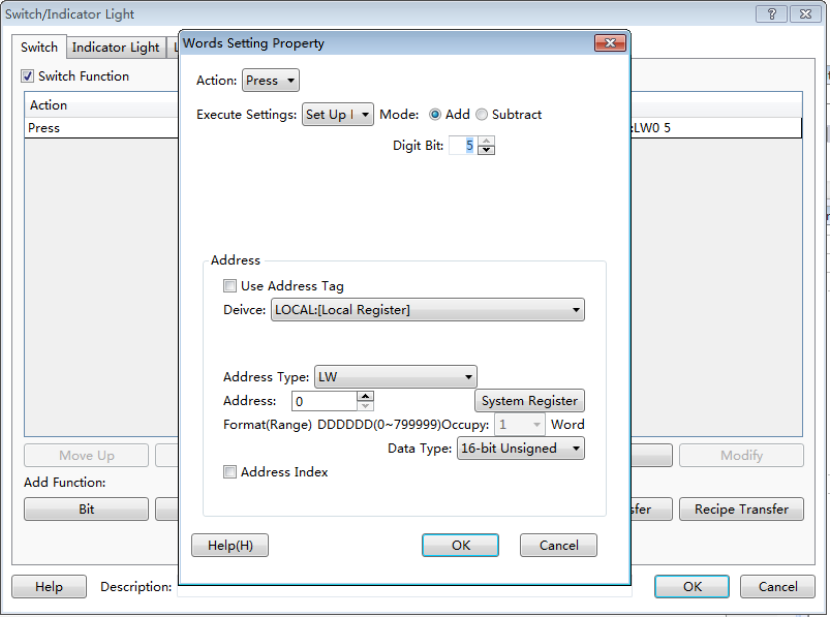 Switch/Indicator Light
Switch Indicator Light
Switch Function
Action
Press
:LW0 5
Words Setting Property
Action: Press
Execute Settings: Set Up Mode: Add Subtract
Digit Bit: 5
Address
Use Address Tag
Deivce: LOCAL:[Local Register]
Address Type: LW
Address: 0 System Register
Format(Range) DDDDDD(0~799999)Occupy: 1 Word
Data Type: 16-bit Unsigned
Address Index
Help(H) OK Cancel
Move Up Modify
Add Function:
Bit sfer Recipe Transfer
Help Description: OK Cancel